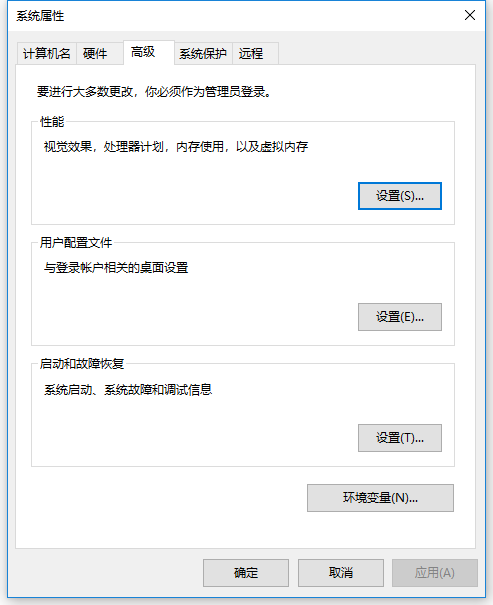 系统属性
计算机名 硬件 高级 系统保护 远程
要进行大多数更改，你必须作为管理员登录。
性能
视觉效果，处理器计划，内存使用，以及虚拟内存
设置(S)...
用户配置文件
与登录帐户相关的桌面设置
设置(E)...
启动和故障恢复
系统启动、系统故障和调试信息
设置(T)...
环境变量(N)...
确定 取消 应用(A)